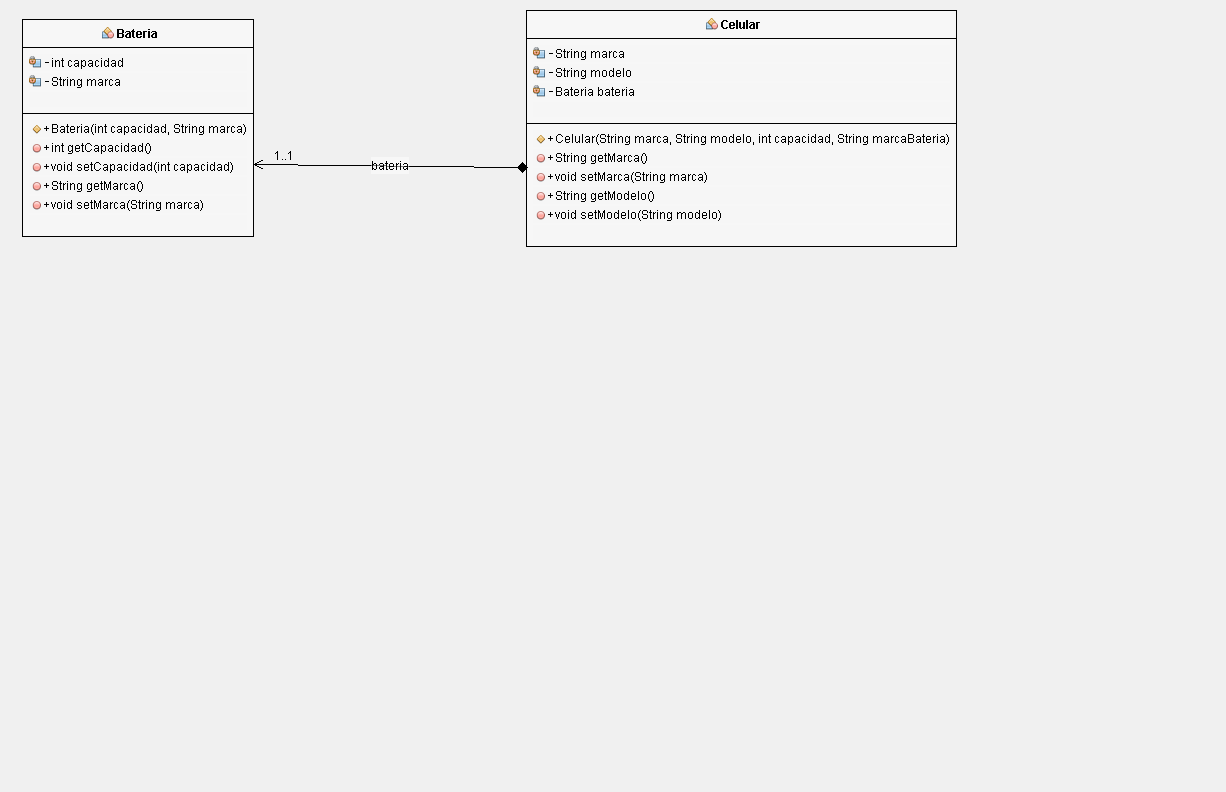 Bateria
-int capacidad
-String marca
+Bateria(int capacidad, String marca)
+int getCapacidad()
+void setCapacidad(int capacidad)
+String getMarca()
+void setMarca(String marca)
1..1
bateria
Celular
-String marca
-String modelo
-Bateria bateria
+Celular(String marca, String modelo, int capacidad, String marcaBateria)
+String getMarca()
+void setMarca(String marca)
+String getModelo()
+void setModelo(String modelo)